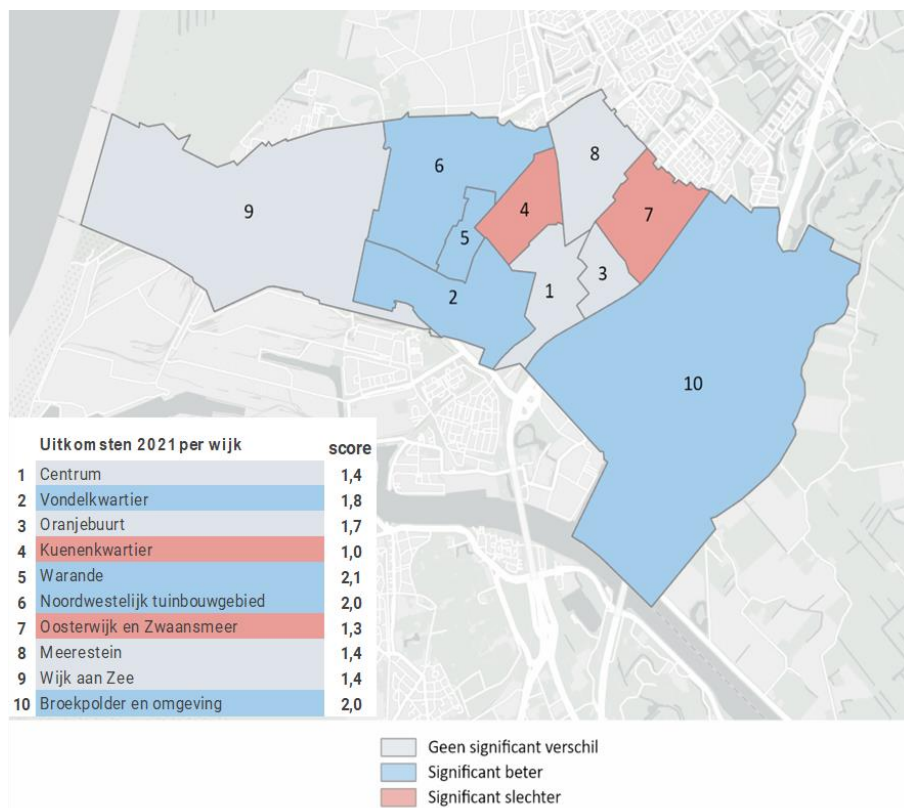 8
6
4
7
9
5
3
1
2
10
Uitkomsten 2021 per wijk score
1 Centrum 1,4
2 Vondelkwartier 1,8
3 Oranjebuurt 1,7
4 Kuenenkwartier 1,0
5 Warande 2,1
6 Noordwestelijk tuinbouwgebied 2,0
7 Oosterwijk en Zwaansmeer 1,3
8 Meerestein 1,4
9 Wijk aan Zee 1,4
10 Broekpolder en omgeving 2,0
Geen significant verschil
Significant beter
Significant slechter